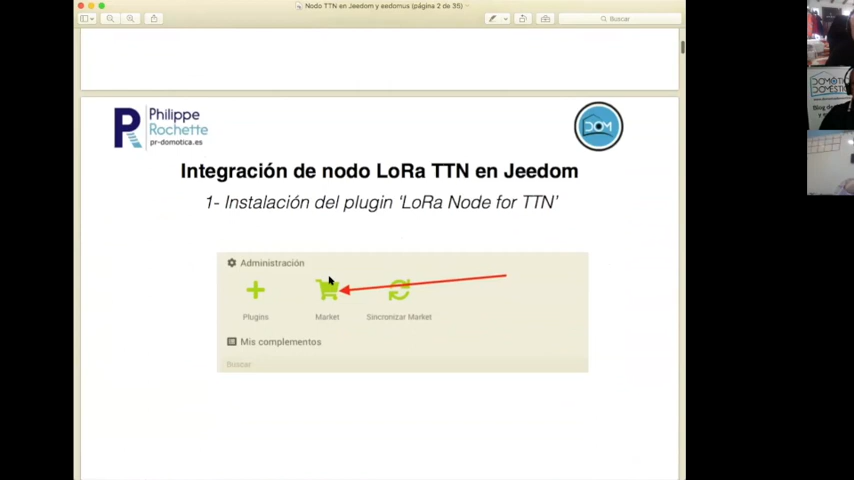 Nodo TTN en Jeedom y eedomus (página 2 de 35)
Buscar
Philippe
Rochette
pr-domotica.es
DOM
Integración de nodo LoRa TTN en Jeedom
1- Instalación del plugin ‘LoRa Node for TTN’
Administración
Plugins
Market
Sincronizar Market
Mis complementos
Buscar